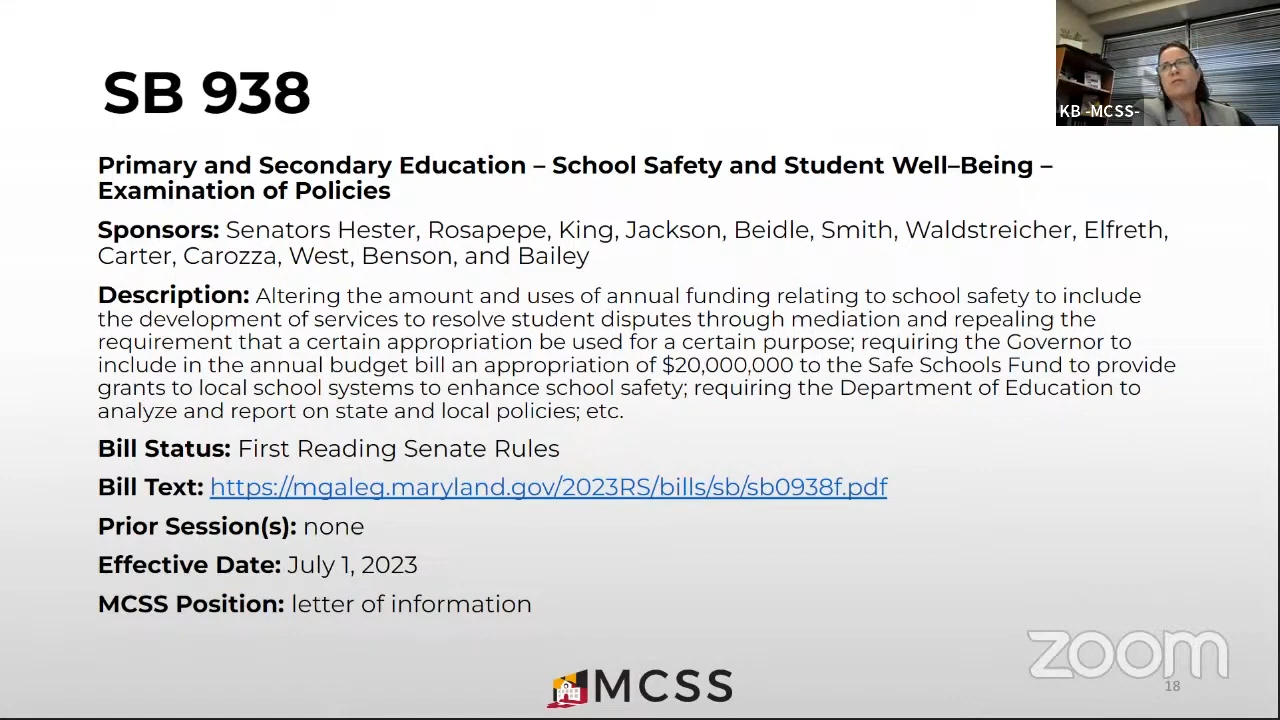 SB 938
KB -MCSS-
Primary and Secondary Education – School Safety and Student Well–Being –
Examination of Policies
Sponsors: Senators Hester, Rosapepe, King, Jackson, Beidle, Smith, Waldstreicher, Elfreth,
Carter, Carozza, West, Benson, and Bailey
Description: Altering the amount and uses of annual funding relating to school safety to include
the development of services to resolve student disputes through mediation and repealing the
requirement that a certain appropriation be used for a certain purpose; requiring the Governor to
include in the annual budget bill an appropriation of $20,000,000 to the Safe Schools Fund to provide
grants to local school systems to enhance school safety; requiring the Department of Education to
analyze and report on state and local policies; etc.
Bill Status: First Reading Senate Rules
Bill Text: https://mgaleg.maryland.gov/2023RS/bills/sb/sb0938f.pdf
Prior Session(s): none
Effective Date: July 1, 2023
MCSS Position: letter of information
zoom
18
MCSS